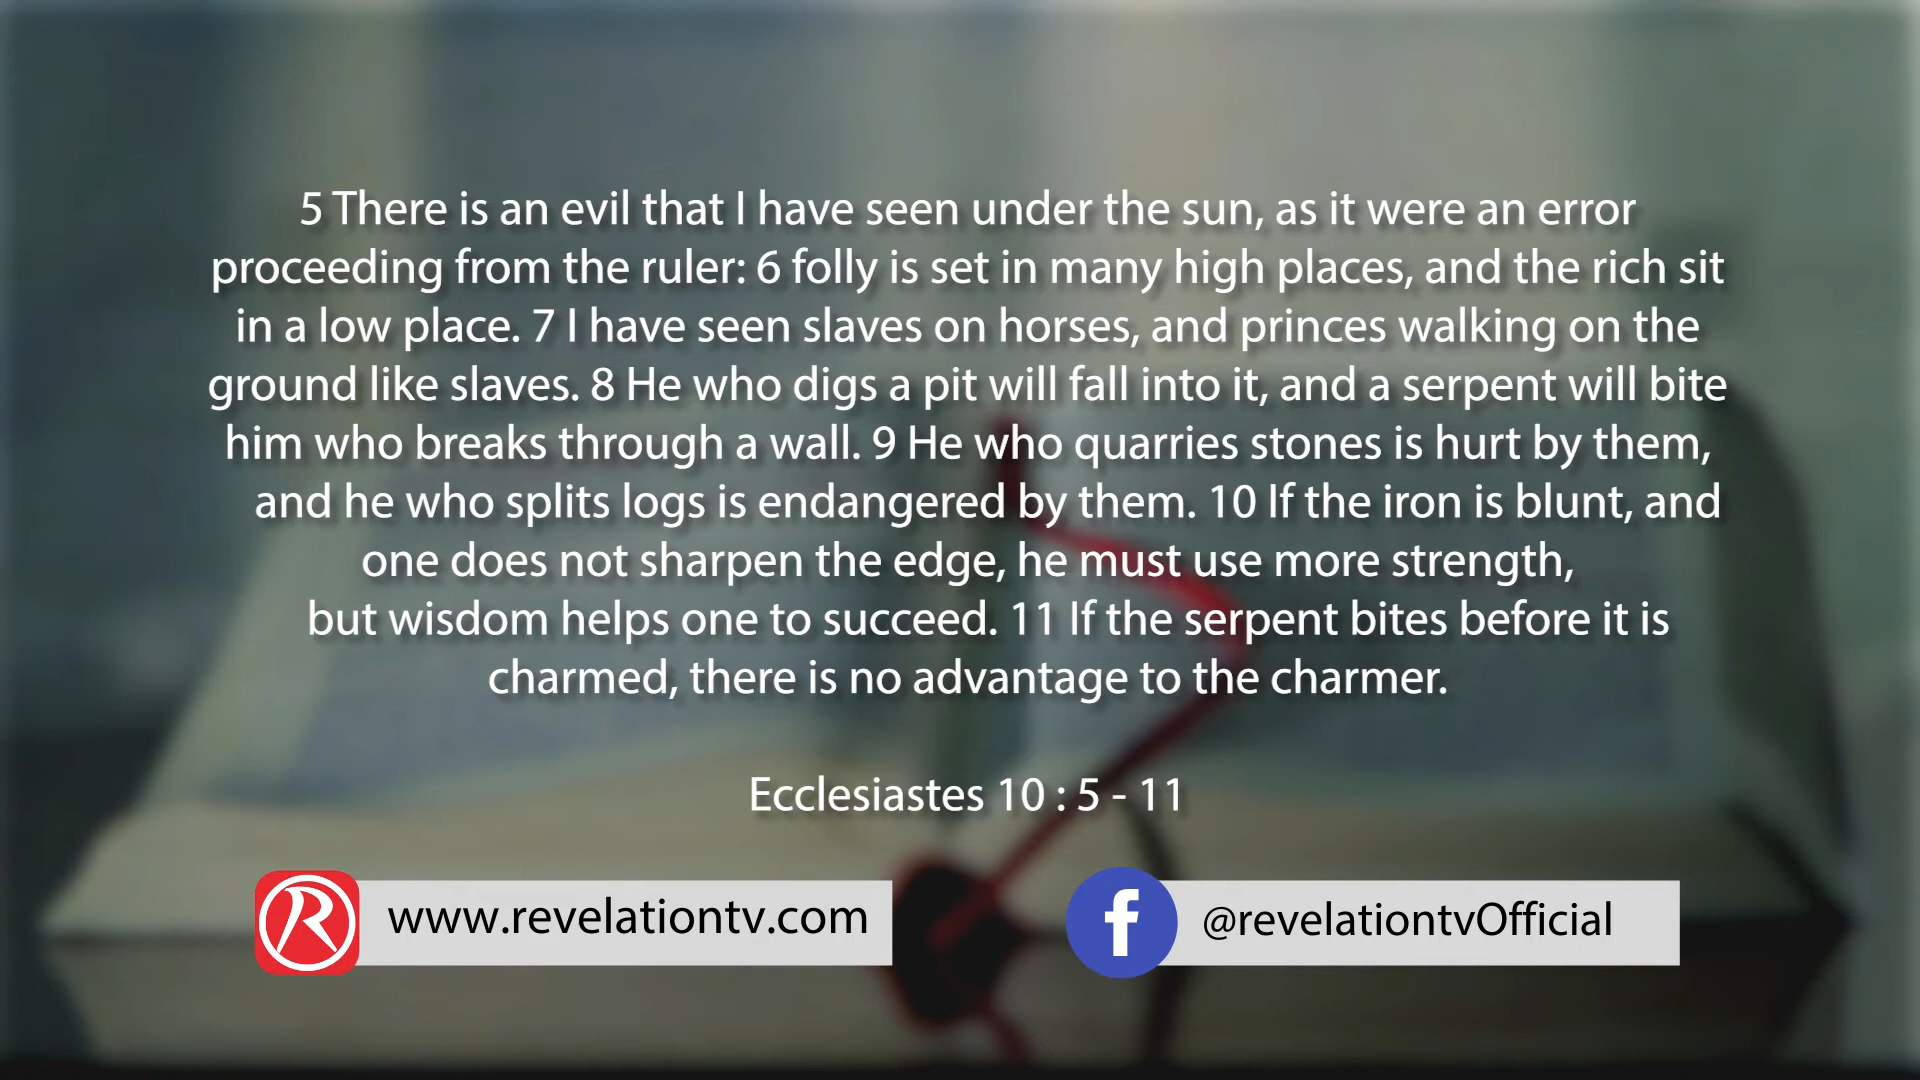 5 There is an evil that I have seen under the sun, as it were an error
proceeding from the ruler: 6 folly is set in many high places, and the rich sit
in a low place. 7 I have seen slaves on horses, and princes walking on the
ground like slaves. 8 He who digs a pit will fall into it, and a serpent will bite
him who breaks through a wall. 9 He who quarries stones is hurt by them,
and he who splits logs is endangered by them. 10 If the iron is blunt, and
one does not sharpen the edge, he must use more strength,
but wisdom helps one to succeed. 11 If the serpent bites before it is
charmed, there is no advantage to the charmer.
Ecclesiastes 10 : 5 - 11
R www.revelationtv.com
f @revelationtvOfficial